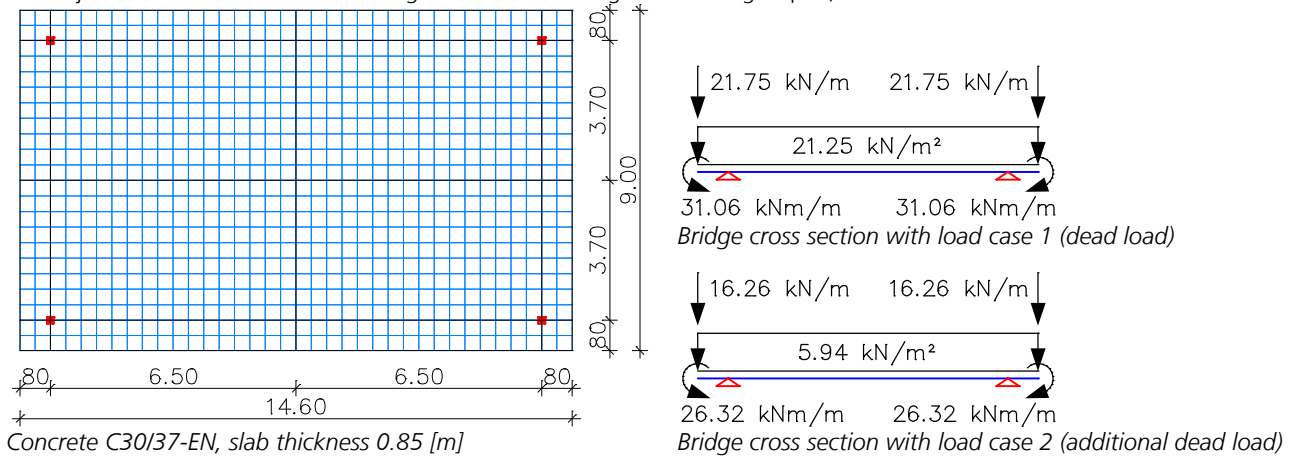 80
3.70
3.70
80
9.00
80 6.50 6.50 80
14.60
Concrete C30/37-EN, slab thickness 0.85 [m]
21.75 kN/m 21.75 kN/m
21.25 kN/m²
31.06 kNm/m 31.06 kNm/m
Bridge cross section with load case 1 (dead load)
16.26 kN/m 16.26 kN/m
5.94 kN/m²
26.32 kNm/m 26.32 kNm/m
Bridge cross section with load case 2 (additional dead load)